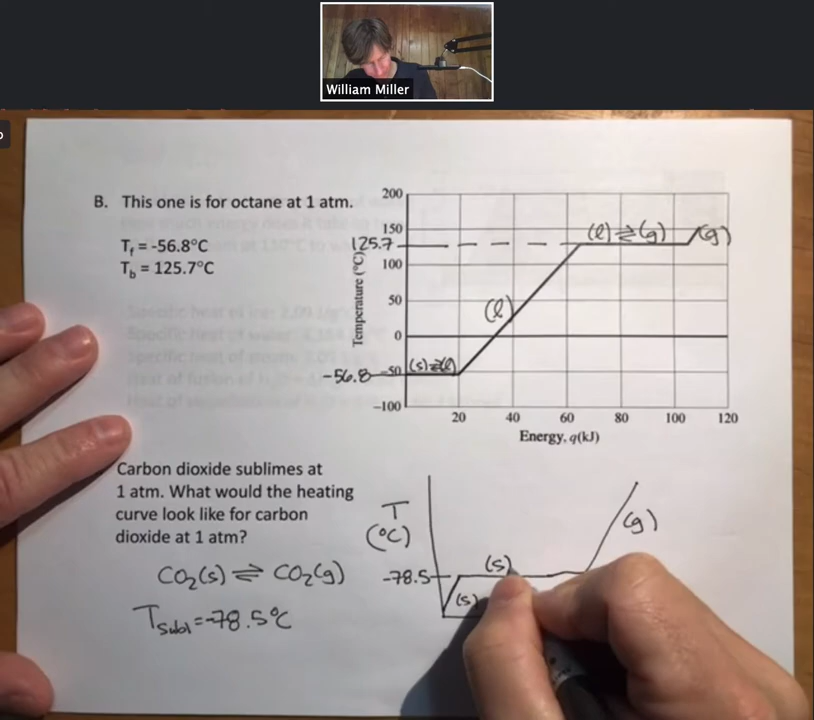 William Miller
B. This one is for octane at 1 atm.
Tf = -56.8°C
Tb = 125.7°C
200
150
125.7
100
50
0
-56.8
-50
-100
Temperature (°C)
(s)⇌(l)
(l)
(l)⇌(g)
(g)
20 40 60 80 100 120
Energy, q(kJ)
Carbon dioxide sublimes at
1 atm. What would the heating
curve look like for carbon
dioxide at 1 atm?
CO₂(s) ⇌ CO₂(g)
Tsubl = -78.5°C
T
(°C)
-78.5
(s)
(s)
(g)